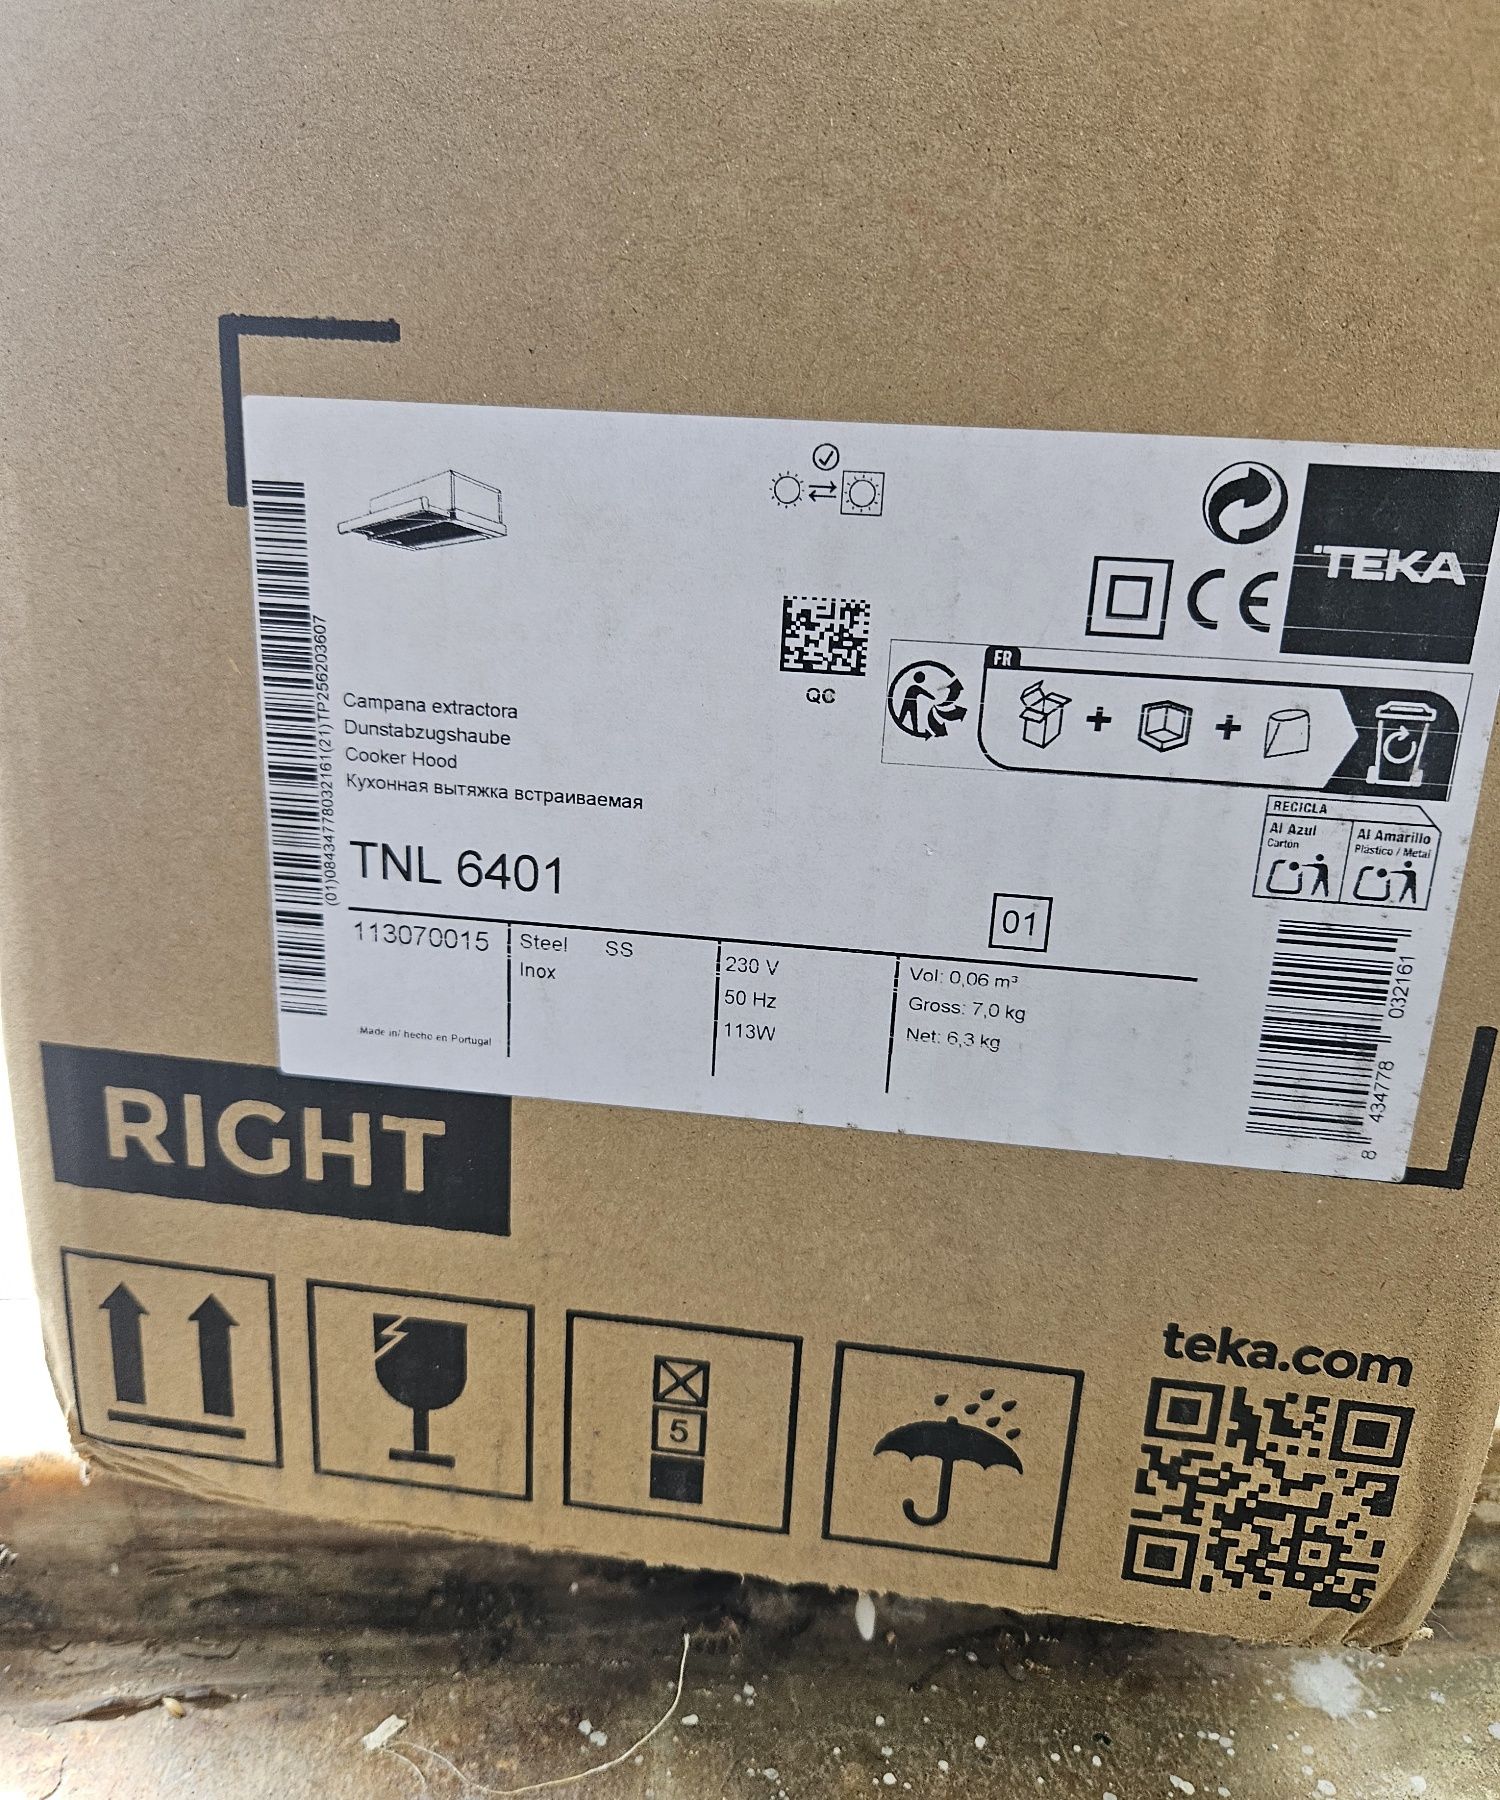 TEKA
CE
QC
FR
Campana extractora
Dunstabzugshaube
Cooker Hood
Кухонная вытяжка встраиваемая
TNL 6401
(01)08434778032161(21)TP256203607
RECICLA
Al Azul
Cartón
Al Amarillo
Plástico / Metal
01
113070015
Steel SS
Inox
230 V
50 Hz
113W
Vol: 0,06 m³
Gross: 7,0 kg
Net: 6,3 kg
Made in/ hecho en Portugal
8 434778 032161
RIGHT
5
teka.com